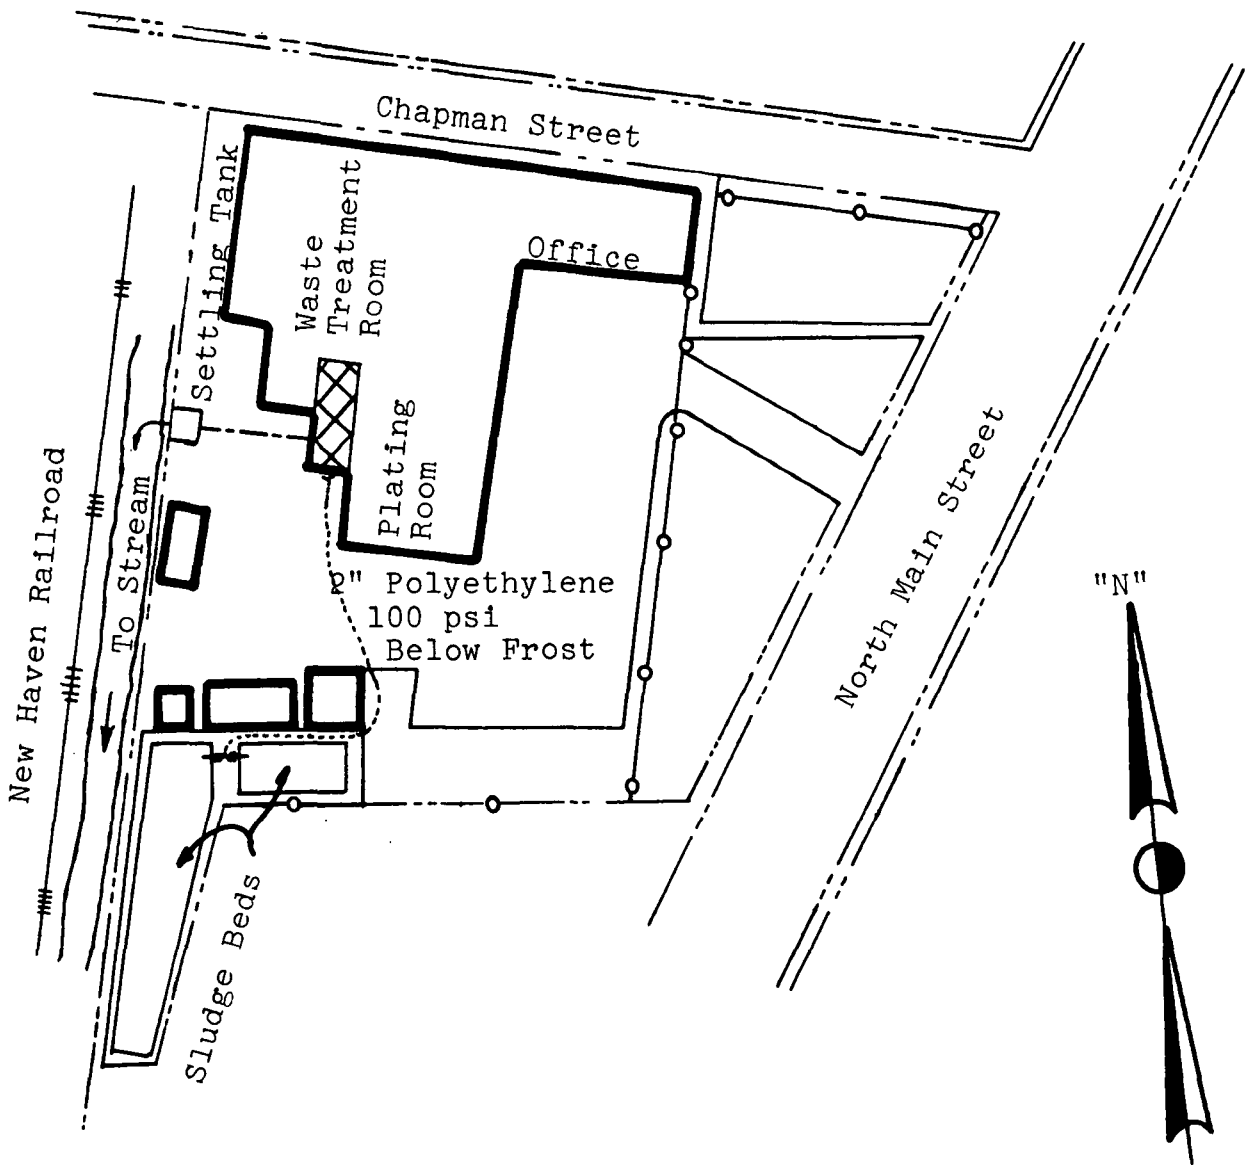 Chapman Street
Settling Tank
Waste
Treatment
Room
Office
Plating
Room
New Haven Railroad
To Stream
2" Polyethylene
100 psi
Below Frost
North Main Street
"N"
Sludge Beds